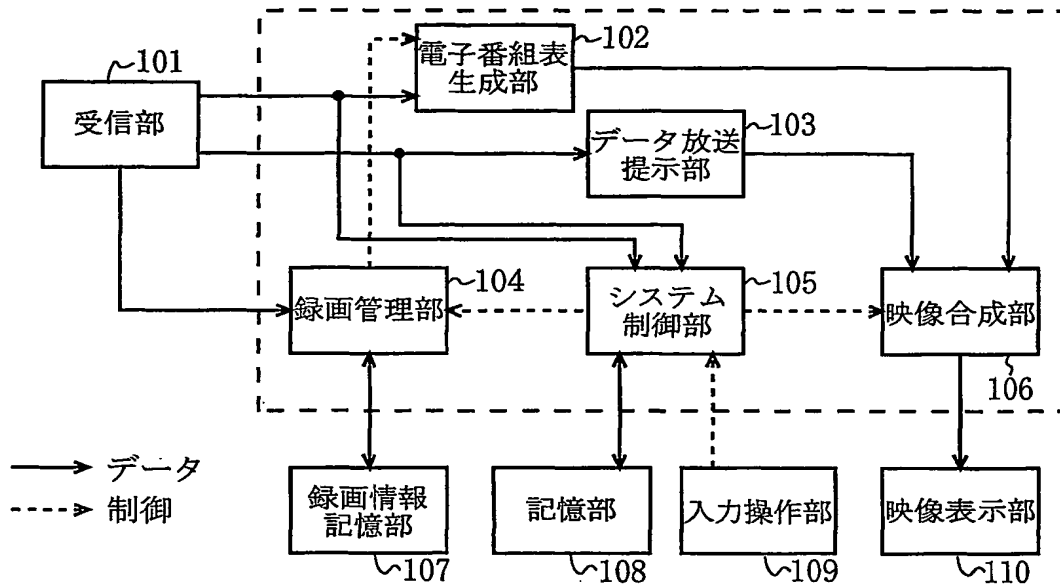 101
受信部
電子番組表
生成部
102
データ放送
提示部
103
録画管理部
104
システム
制御部
105
映像合成部
106
データ
制御
録画情報
記憶部
107
記憶部
108
入力操作部
109
映像表示部
110